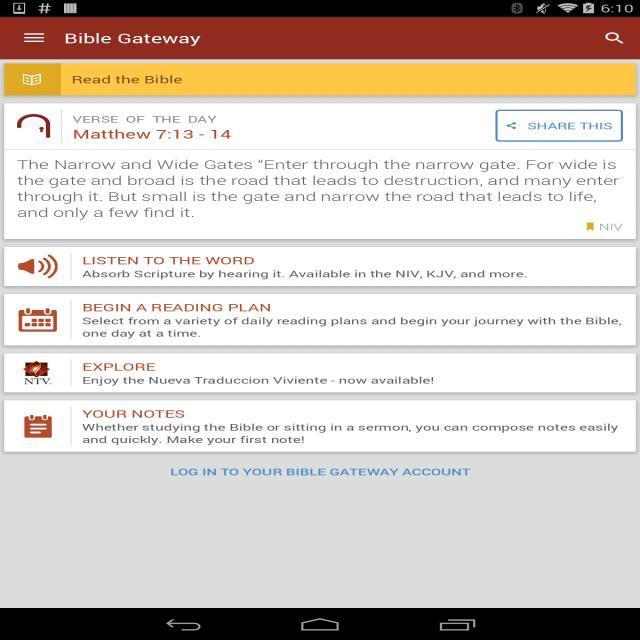 6:10
Bible Gateway
Read the Bible
VERSE OF THE DAY
Matthew 7:13 - 14
SHARE THIS
The Narrow and Wide Gates “Enter through the narrow gate. For wide is
the gate and broad is the road that leads to destruction, and many enter
through it. But small is the gate and narrow the road that leads to life,
and only a few find it.
NIV
LISTEN TO THE WORD
Absorb Scripture by hearing it. Available in the NIV, KJV, and more.
BEGIN A READING PLAN
Select from a variety of daily reading plans and begin your journey with the Bible,
one day at a time.
NTV
EXPLORE
Enjoy the Nueva Traduccion Viviente - now available!
YOUR NOTES
Whether studying the Bible or sitting in a sermon, you can compose notes easily
and quickly. Make your first note!
LOG IN TO YOUR BIBLE GATEWAY ACCOUNT